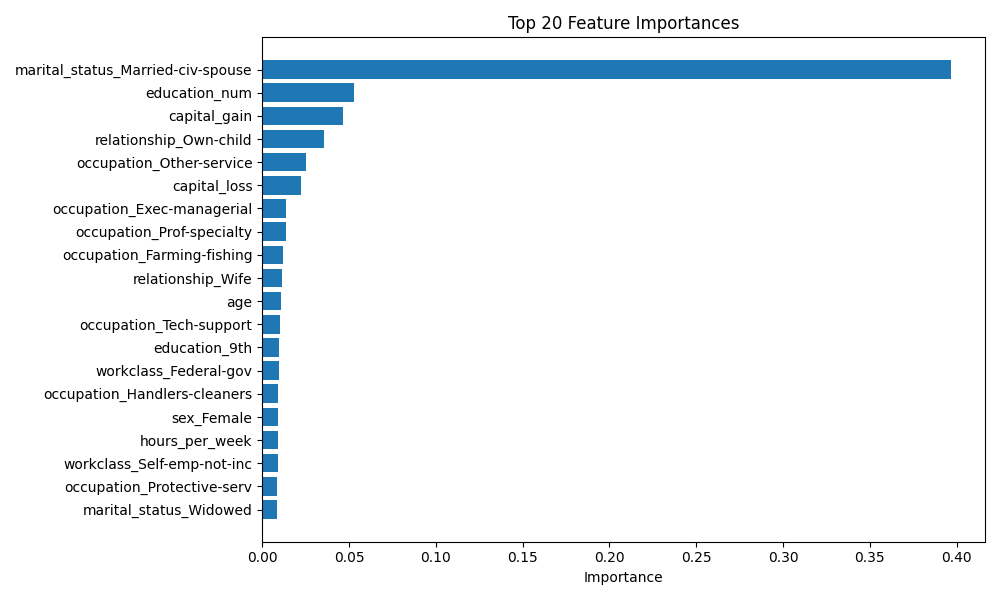 Top 20 Feature Importances
marital_status_Married-civ-spouse
education_num
capital_gain
relationship_Own-child
occupation_Other-service
capital_loss
occupation_Exec-managerial
occupation_Prof-specialty
occupation_Farming-fishing
relationship_Wife
age
occupation_Tech-support
education_9th
workclass_Federal-gov
occupation_Handlers-cleaners
sex_Female
hours_per_week
workclass_Self-emp-not-inc
occupation_Protective-serv
marital_status_Widowed
0.00 0.05 0.10 0.15 0.20 0.25 0.30 0.35 0.40
Importance